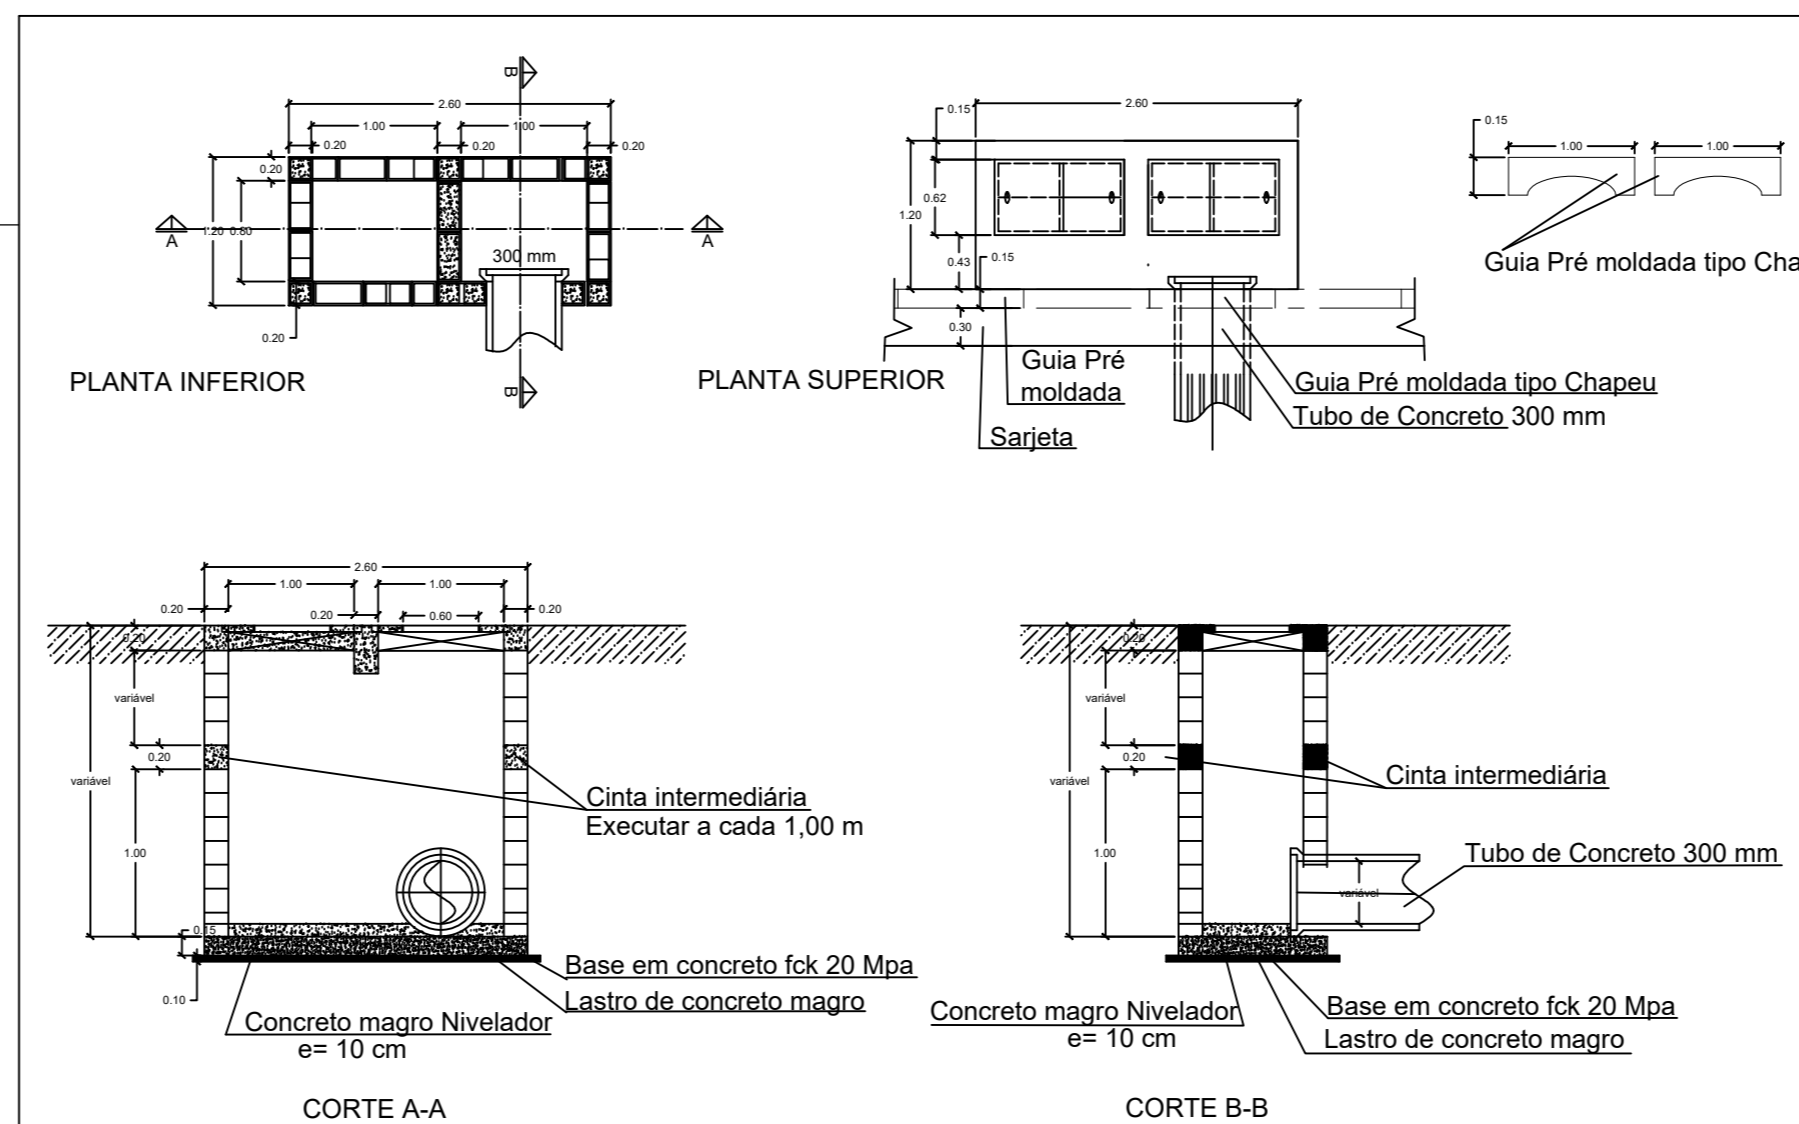 B
2.60
1.00
1.00
0.20
0.20
0.20
0.20
1.20
0.80
A
A
300 mm
0.20
B
PLANTA INFERIOR
0.15
2.60
0.62
1.20
0.43
0.15
0.30
Guia Pré
moldada
Sarjeta
PLANTA SUPERIOR
Guia Pré moldada tipo Chapeu
Tubo de Concreto 300 mm
0.15
1.00
1.00
Guia Pré moldada tipo Cha
2.60
1.00
1.00
0.20
0.20
0.60
0.20
0.20
variável
0.20
variável
1.00
0.15
0.10
Cinta intermediária
Executar a cada 1,00 m
Base em concreto fck 20 Mpa
Lastro de concreto magro
Concreto magro Nivelador
e= 10 cm
CORTE A-A
0.20
variável
0.20
variável
1.00
Cinta intermediária
Tubo de Concreto 300 mm
variável
Base em concreto fck 20 Mpa
Lastro de concreto magro
Concreto magro Nivelador
e= 10 cm
CORTE B-B